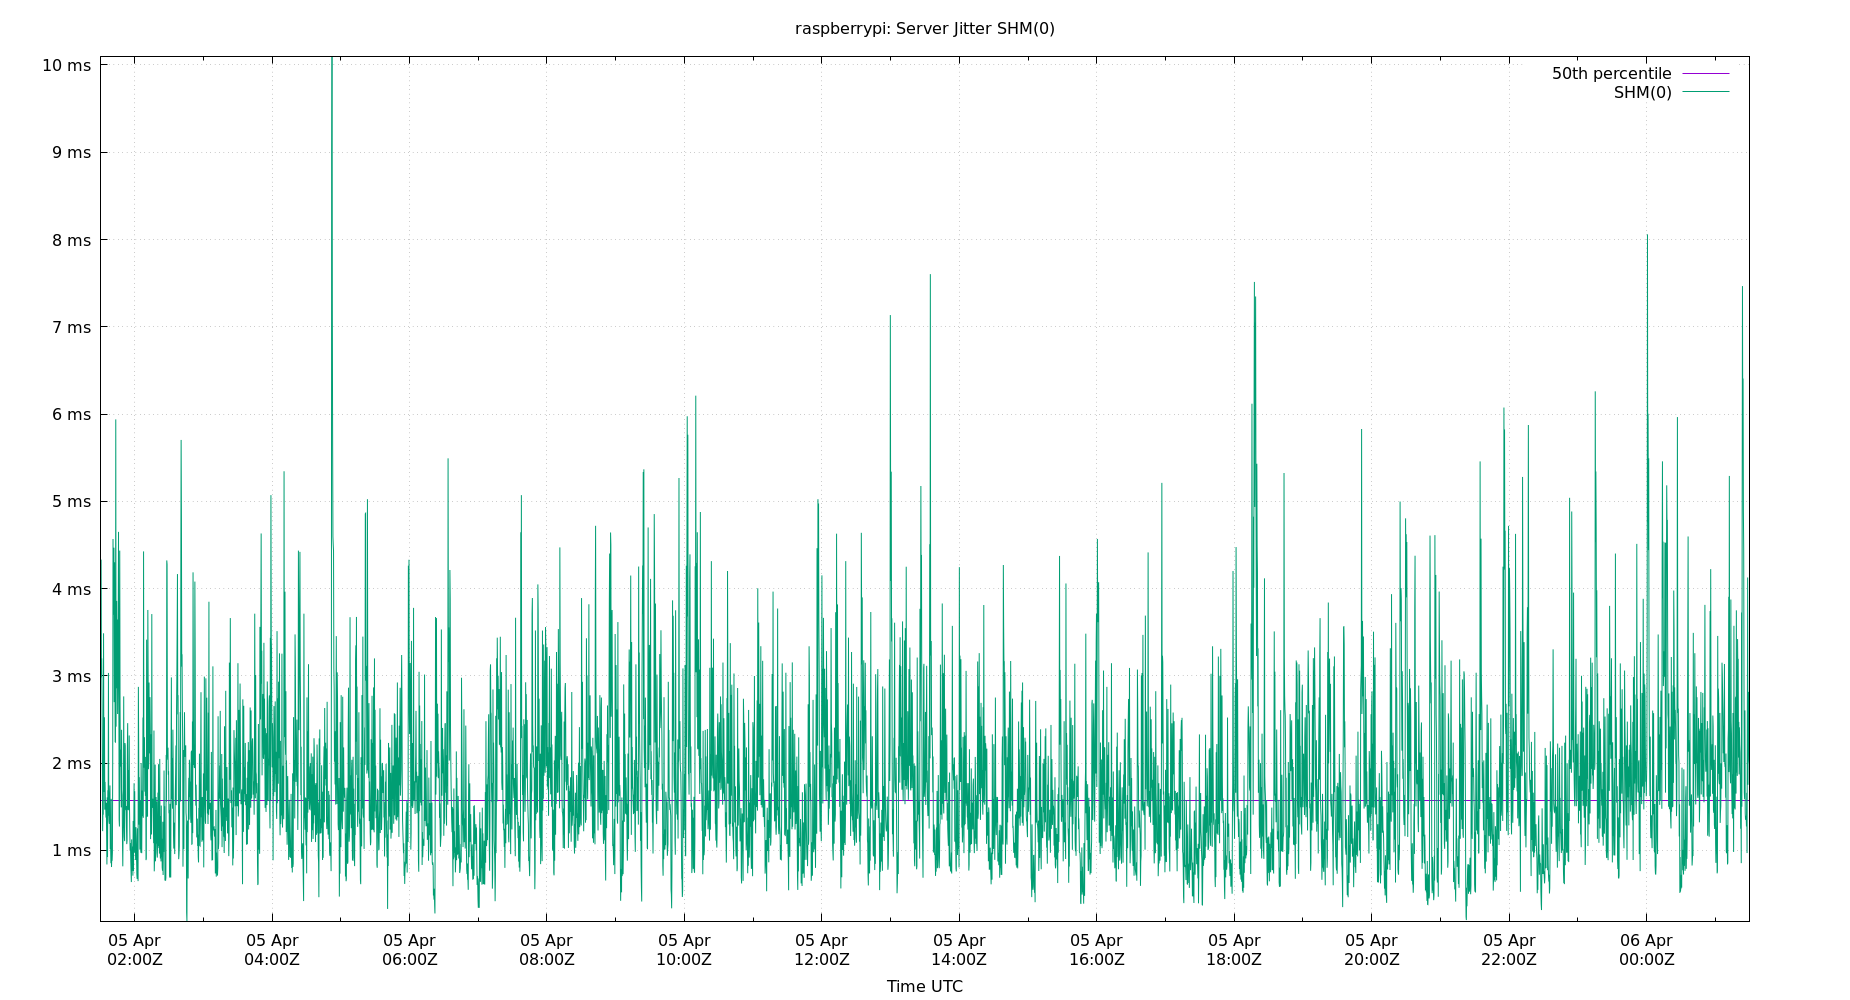 raspberrypi: Server Jitter SHM(0)
50th percentile
SHM(0)
10 ms
9 ms
8 ms
7 ms
6 ms
5 ms
4 ms
3 ms
2 ms
1 ms
05 Apr 05 Apr 05 Apr 05 Apr 05 Apr 05 Apr 05 Apr 05 Apr 05 Apr 05 Apr 05 Apr 06 Apr
02:00Z 04:00Z 06:00Z 08:00Z 10:00Z 12:00Z 14:00Z 16:00Z 18:00Z 20:00Z 22:00Z 00:00Z
Time UTC